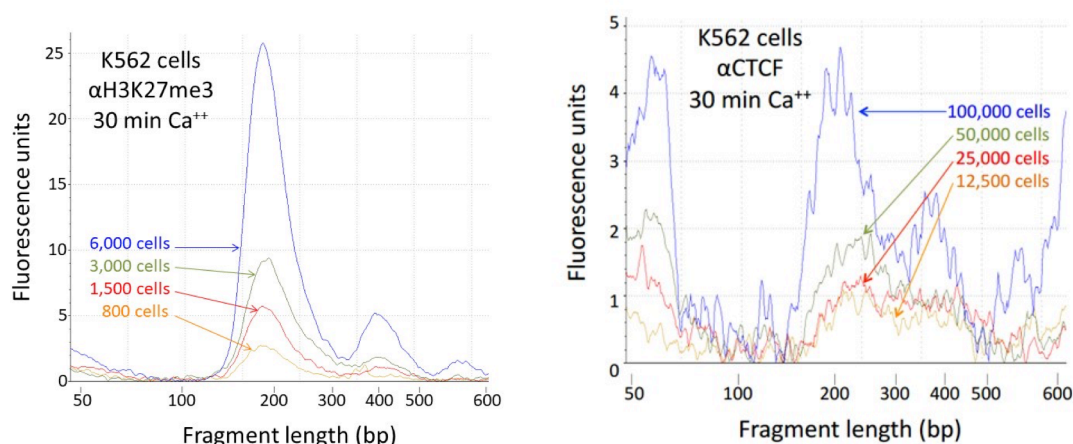 K562 cells
αH3K27me3
30 min Ca⁺⁺
Fluorescence units
25
20
15
10
5
0
6,000 cells
3,000 cells
1,500 cells
800 cells
50 100 200 300 400 500 600
Fragment length (bp)
K562 cells
αCTCF
30 min Ca⁺⁺
Fluorescence units
5
4
3
2
1
0
100,000 cells
50,000 cells
25,000 cells
12,500 cells
50 100 200 300 400 500 600
Fragment length (bp)